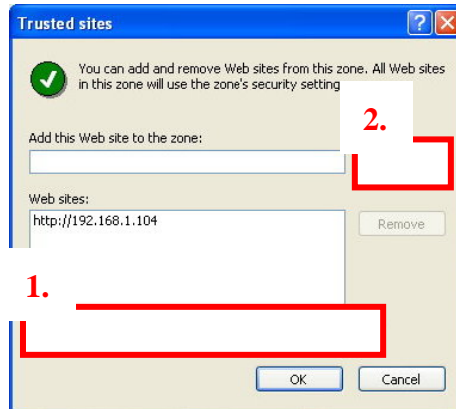 Trusted sites
You can add and remove Web sites from this zone. All Web sites
in this zone will use the zone's security setting
2.
Add this Web site to the zone:
Web sites:
http://192.168.1.104
Remove
1.
OK
Cancel